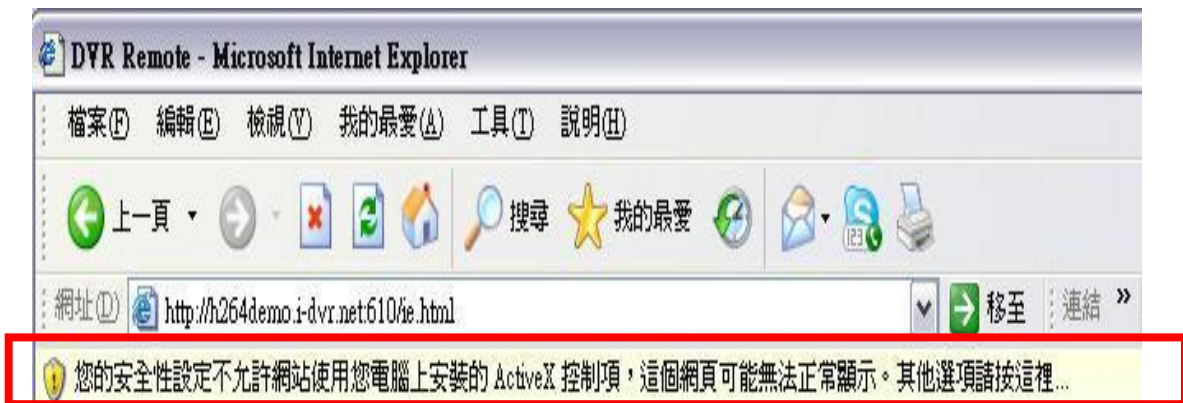 DVR Remote - Microsoft Internet Explorer
檔案(F) 編輯(E) 檢視(V) 我的最愛(A) 工具(T) 說明(H)
上一頁 搜尋 我的最愛 123
網址(D) http://h264demo.i-dvr.net:610/ie.html 移至 連結 »
您的安全性設定不允許網站使用您電腦上安裝的 ActiveX 控制項，這個網頁可能無法正常顯示。其他選項請按這裡...